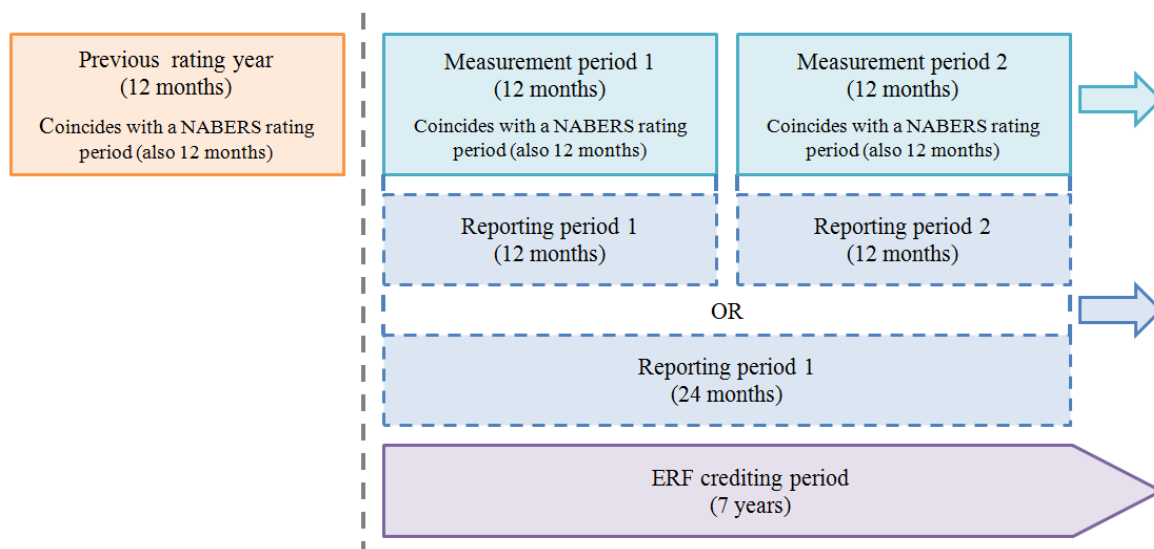 Previous rating year
(12 months)
Coincides with a NABERS rating
period (also 12 months)
Measurement period 1
(12 months)
Coincides with a NABERS rating
period (also 12 months)
Measurement period 2
(12 months)
Coincides with a NABERS rating
period (also 12 months)
Reporting period 1
(12 months)
Reporting period 2
(12 months)
OR
Reporting period 1
(24 months)
ERF crediting period
(7 years)